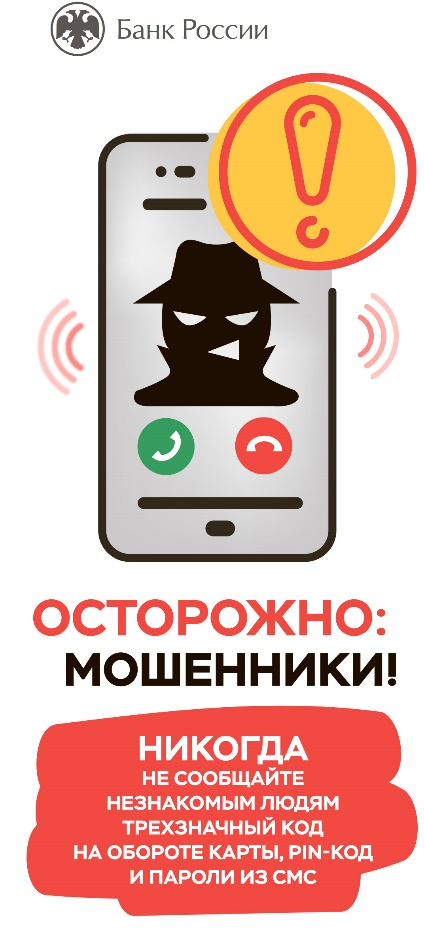 Банк России
ОСТОРОЖНО:
МОШЕННИКИ!
НИКОГДА
НЕ СООБЩАЙТЕ
НЕЗНАКОМЫМ ЛЮДЯМ
ТРЕХЗНАЧНЫЙ КОД
НА ОБОРОТЕ КАРТЫ, PIN-КОД
И ПАРОЛИ ИЗ СМС